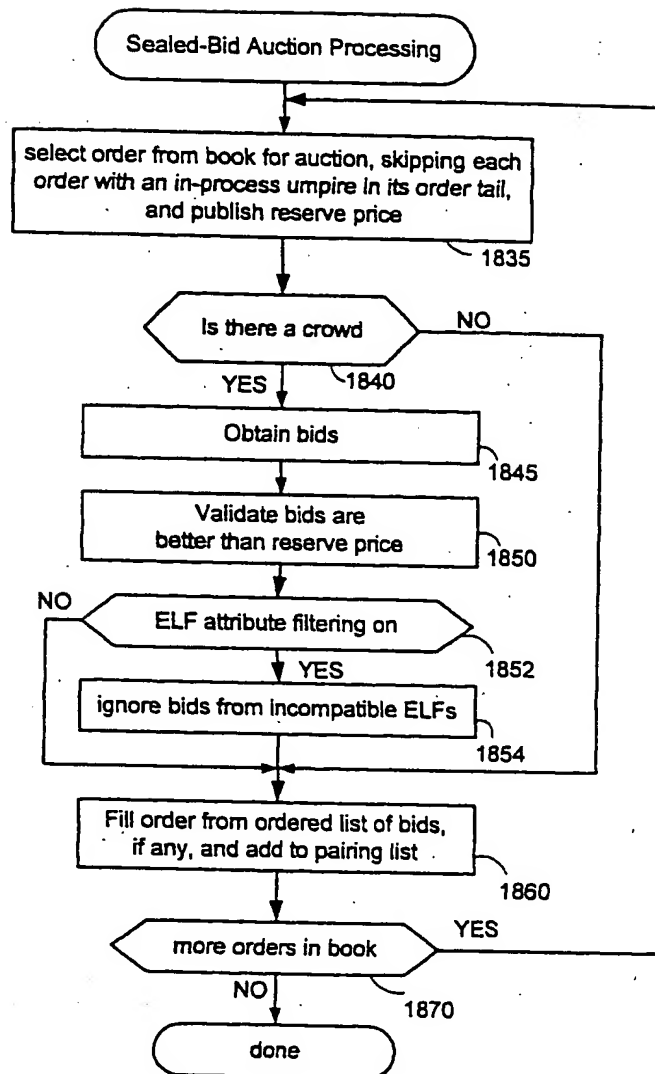 Sealed-Bid Auction Processing
select order from book for auction, skipping each
order with an in-process umpire in its order tail,
and publish reserve price
1835
Is there a crowd
NO
1840
YES
Obtain bids
1845
Validate bids are
better than reserve price
1850
NO
ELF attribute filtering on
1852
YES
ignore bids from incompatible ELFs
1854
Fill order from ordered list of bids,
if any, and add to pairing list
1860
YES
more orders in book
NO
1870
done